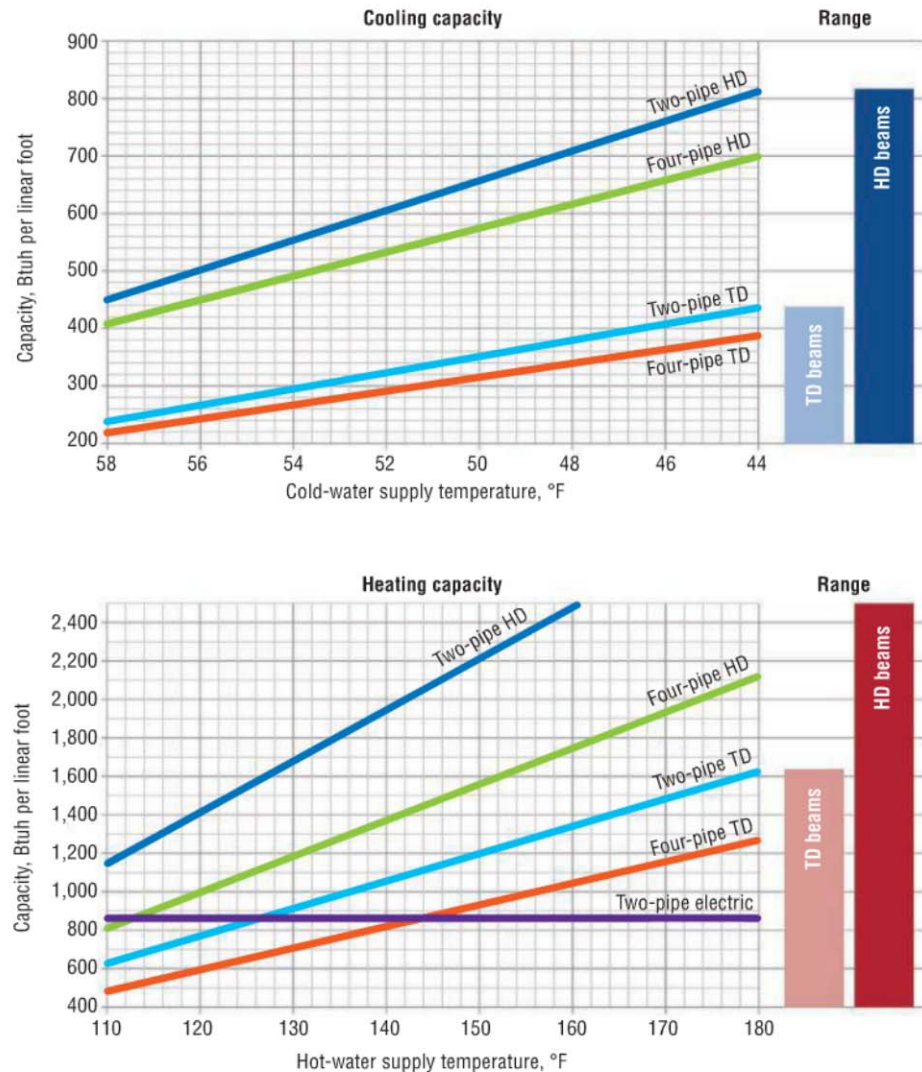 Cooling capacity
Range
900
800
700
600
500
400
300
200
Capacity, Btuh per linear foot
Two-pipe HD
Four-pipe HD
Two-pipe TD
Four-pipe TD
TD beams
HD beams
58 56 54 52 50 48 46 44
Cold-water supply temperature, °F
Heating capacity
Range
2,400
2,200
2,000
1,800
1,600
1,400
1,200
1,000
800
600
400
Capacity, Btuh per linear foot
Two-pipe HD
Four-pipe HD
Two-pipe TD
Four-pipe TD
Two-pipe electric
TD beams
HD beams
110 120 130 140 150 160 170 180
Hot-water supply temperature, °F